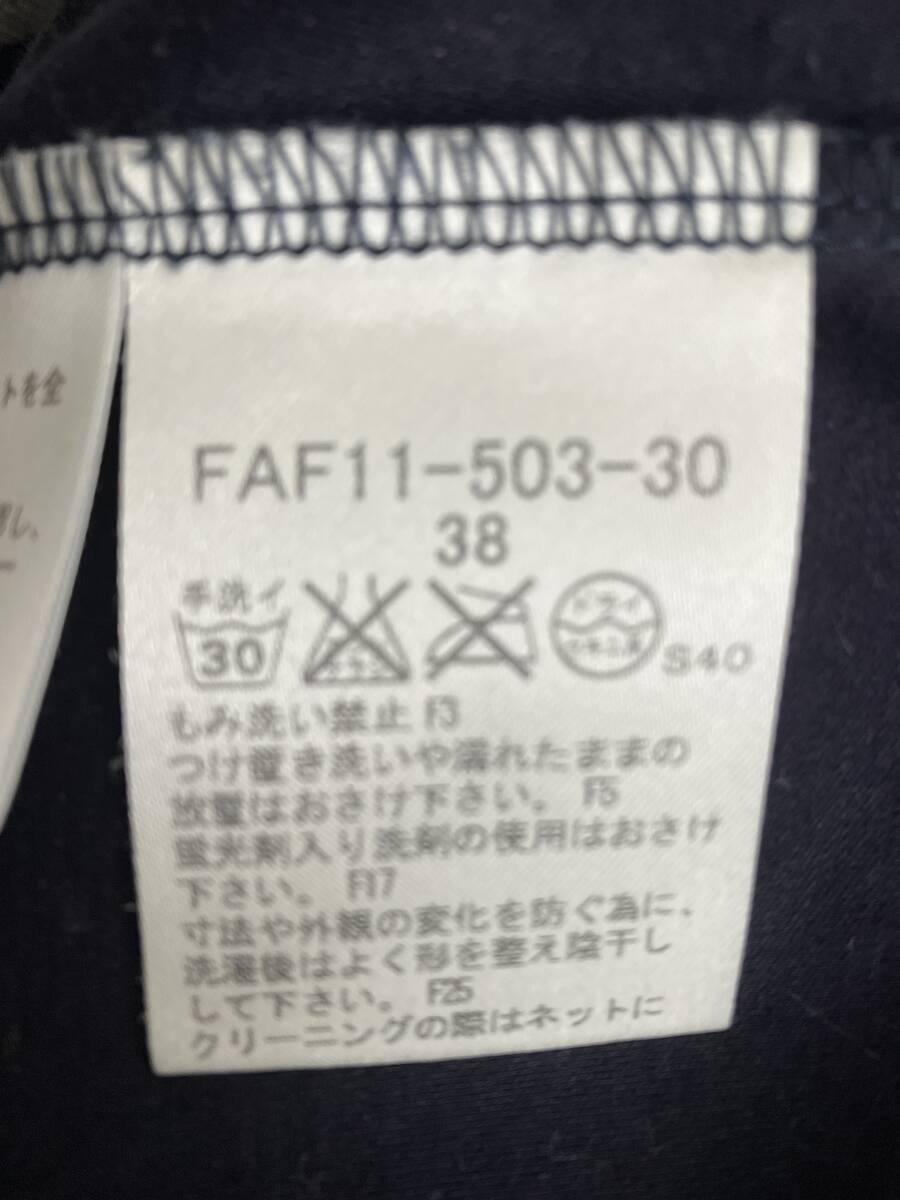 トを全
し、
FAF11-503-30
38
手洗イ
30
ドライ
S40
もみ洗い禁止 F3
つけ置き洗いや濡れたままの
放置はおさけ下さい。 F5
蛍光剤入り洗剤の使用はおさけ
下さい。 F17
寸法や外観の変化を防ぐ為に、
洗濯後はよく形を整え陰干し
して下さい。 F25
クリーニングの際はネットに